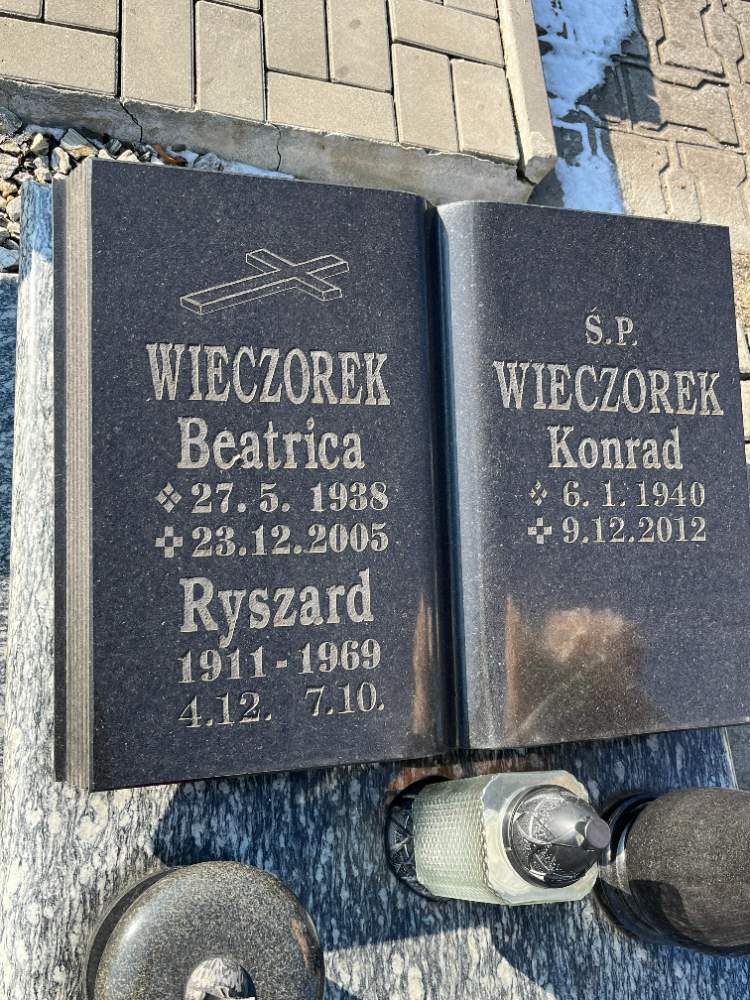 WIECZOREK
Beatrica
27. 5. 1938
23.12.2005
Ryszard
1911 - 1969
4.12. 7.10.
Ś.P.
WIECZOREK
Konrad
6. 1. 1940
9.12.2012